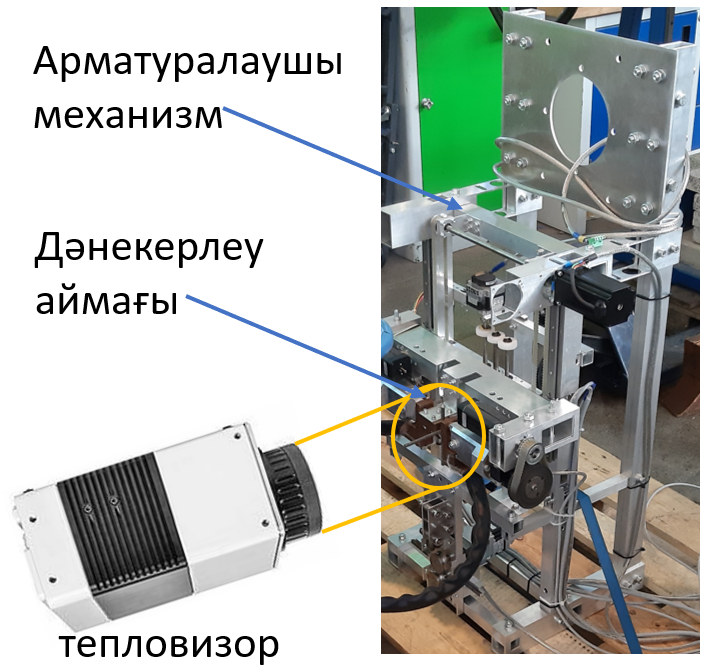 Арматуралаушы
механизм
Дәнекерлеу
аймағы
тепловизор